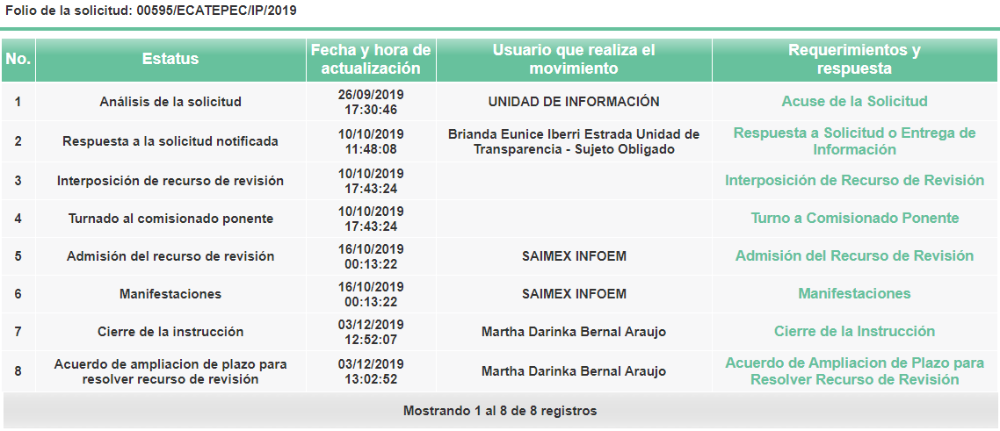 Folio de la solicitud: 00595/ECATEPEC/IP/2019
No. Estatus Fecha y hora de actualización Usuario que realiza el movimiento Requerimientos y respuesta
1 Análisis de la solicitud 26/09/2019 17:30:46 UNIDAD DE INFORMACIÓN Acuse de la Solicitud
2 Respuesta a la solicitud notificada 10/10/2019 11:48:08 Brianda Eunice Iberri Estrada Unidad de Transparencia - Sujeto Obligado Respuesta a Solicitud o Entrega de Información
3 Interposición de recurso de revisión 10/10/2019 17:43:24 Interposición de Recurso de Revisión
4 Turnado al comisionado ponente 10/10/2019 17:43:24 Turno a Comisionado Ponente
5 Admisión del recurso de revisión 16/10/2019 00:13:22 SAIMEX INFOEM Admisión del Recurso de Revisión
6 Manifestaciones 16/10/2019 00:13:22 SAIMEX INFOEM Manifestaciones
7 Cierre de la instrucción 03/12/2019 12:52:07 Martha Darinka Bernal Araujo Cierre de la Instrucción
8 Acuerdo de ampliacion de plazo para resolver recurso de revisión 03/12/2019 13:02:52 Martha Darinka Bernal Araujo Acuerdo de Ampliacion de Plazo para Resolver Recurso de Revisión
Mostrando 1 al 8 de 8 registros